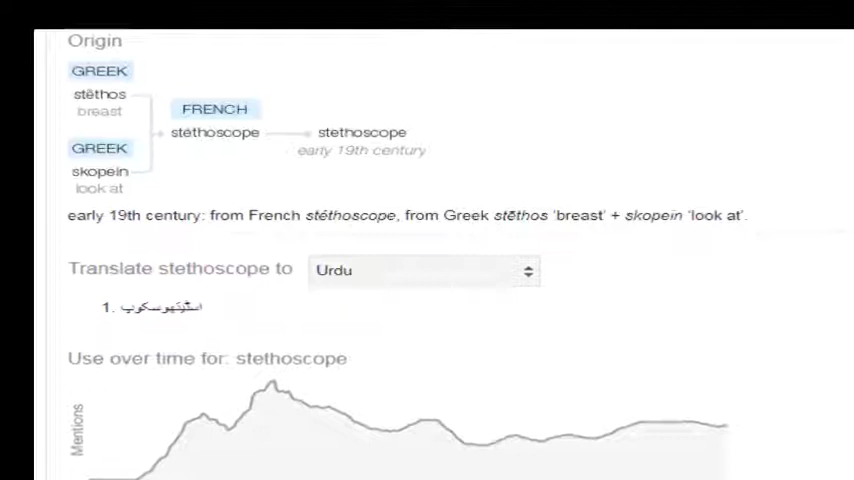 Origin
GREEK
stēthos
breast
FRENCH
stéthoscope
stethoscope
early 19th century
GREEK
skopein
look at
early 19th century: from French stéthoscope, from Greek stēthos ‘breast’ + skopein ‘look at’.
Translate stethoscope to Urdu
1. اسٹیتھوسکوپ
Use over time for: stethoscope
Mentions